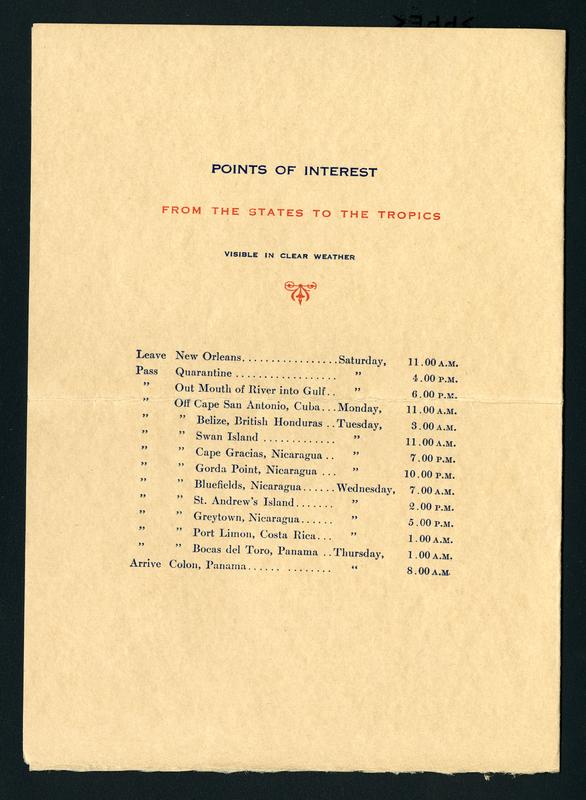 POINTS OF INTEREST
FROM THE STATES TO THE TROPICS
VISIBLE IN CLEAR WEATHER
Leave New Orleans................Saturday, 11.00 A.M.
Pass Quarantine .................. ” 4.00 P.M.
” Out Mouth of River into Gulf.. ” 6.00 P.M.
” Off Cape San Antonio, Cuba...Monday, 11.00 A.M.
” ” Belize, British Honduras ..Tuesday, 3.00 A.M.
” ” Swan Island ............. ” 11.00 A.M.
” ” Cape Gracias, Nicaragua .. ” 7.00 P.M.
” ” Gorda Point, Nicaragua ... ” 10.00 P.M.
” ” Bluefields, Nicaragua......Wednesday, 7.00 A.M.
” ” St. Andrew's Island....... ” 2.00 P.M.
” ” Greytown, Nicaragua...... ” 5.00 P.M.
” ” Port Limon, Costa Rica... ” 1.00 A.M.
” ” Bocas del Toro, Panama ..Thursday, 1.00 A.M.
Arrive Colon, Panama...... ........ “ 8.00 A.M.